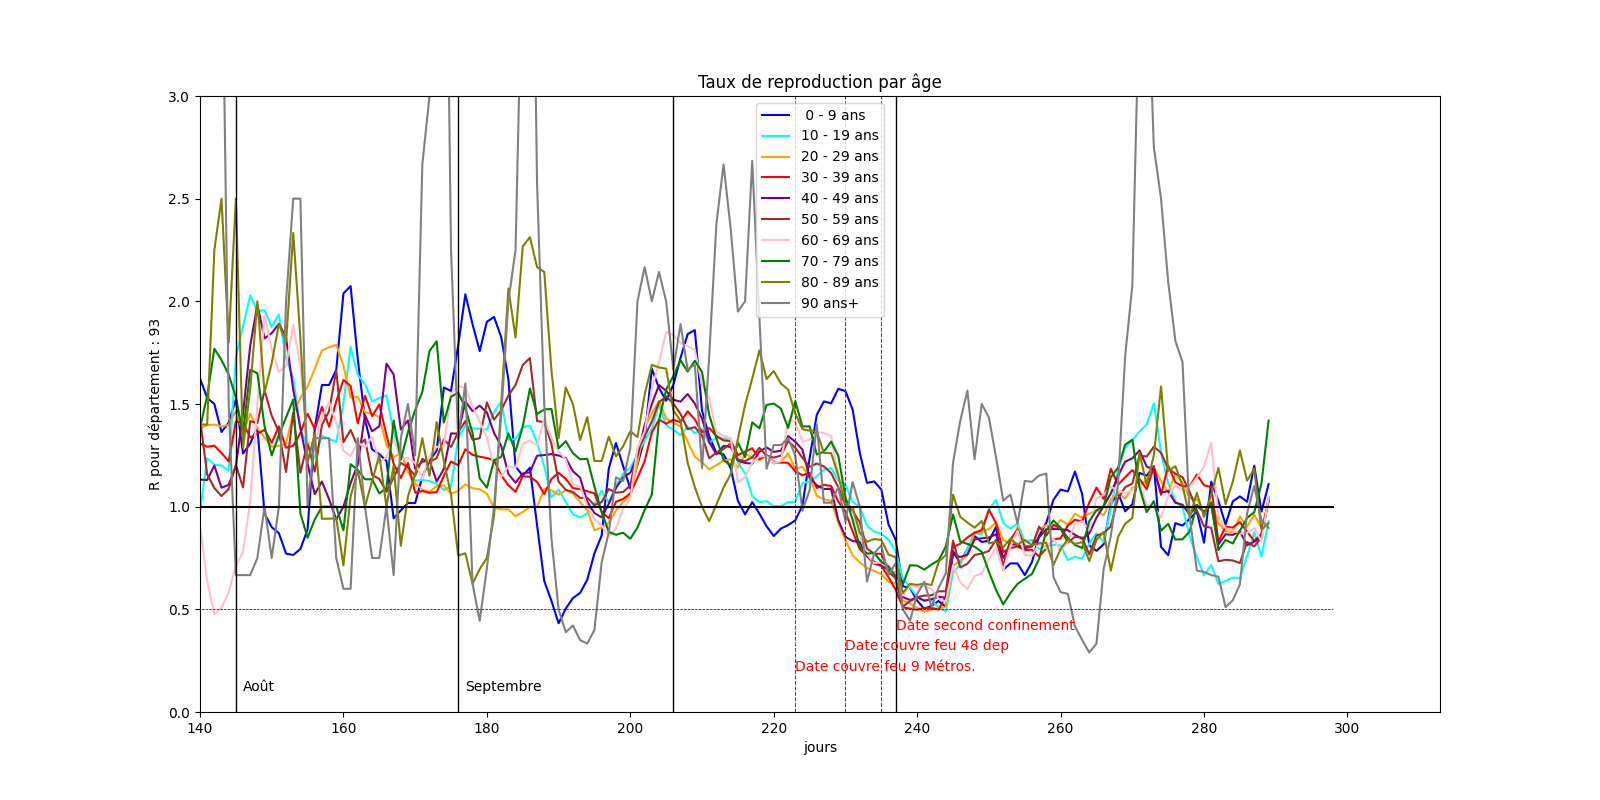 Taux de reproduction par âge
3.0
2.5
2.0
1.5
1.0
0.5
0.0
R pour département : 93
0 - 9 ans
10 - 19 ans
20 - 29 ans
30 - 39 ans
40 - 49 ans
50 - 59 ans
60 - 69 ans
70 - 79 ans
80 - 89 ans
90 ans+
Date second confinement
Date couvre feu 48 dep
Date couvre feu 9 Métros.
Août
Septembre
140 160 180 200 220 240 260 280 300
jours